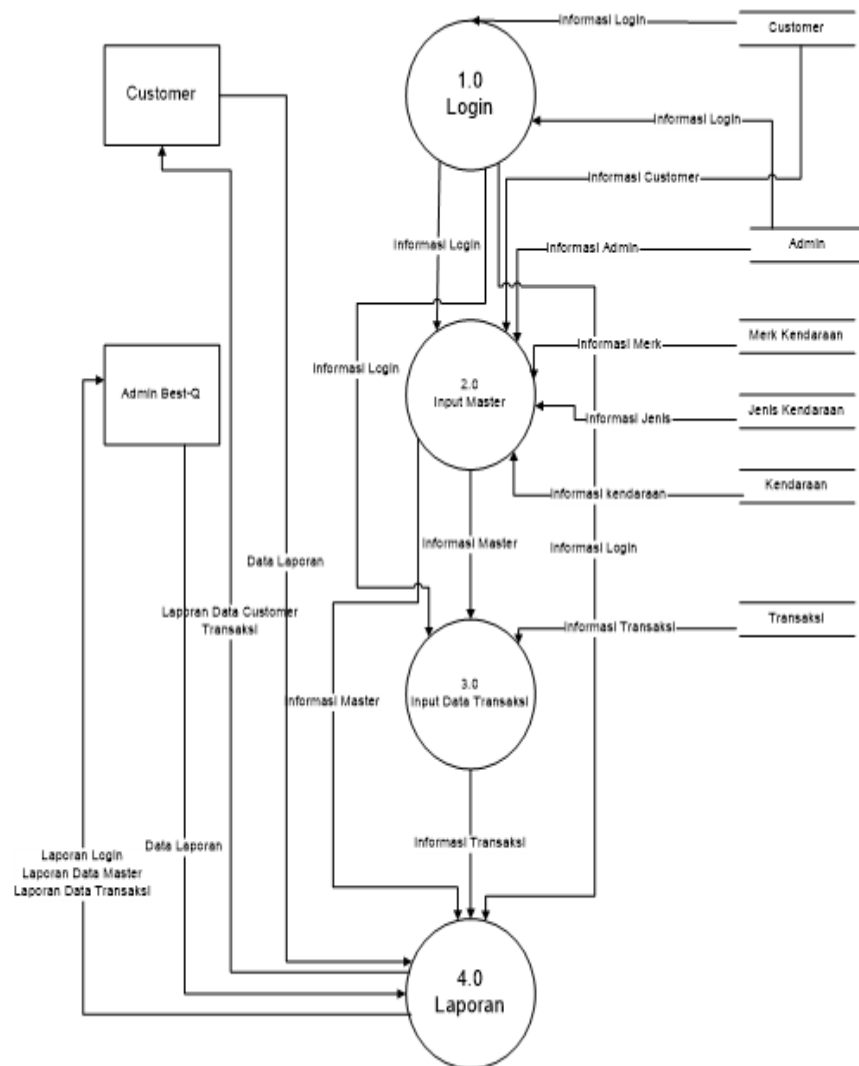 Informasi Login
Customer
1.0
Login
Customer
Informasi Login
Informasi Customer
Informasi Login
Informasi Admin
Admin
Informasi Merk
Merk Kendaraan
Informasi Login
2.0
Input Master
Admin Best-Q
Informasi Jenis
Jenis Kendaraan
Kendaraan
Informasi kendaraan
Informasi Master
Informasi Login
Data Laporan
Laporan Data Customer
Transaksi
Informasi Transaksi
Transaksi
3.0
Input Data Transaksi
Informasi Master
Informasi Transaksi
Data Laporan
Laporan Login
Laporan Data Master
Laporan Data Transaksi
4.0
Laporan